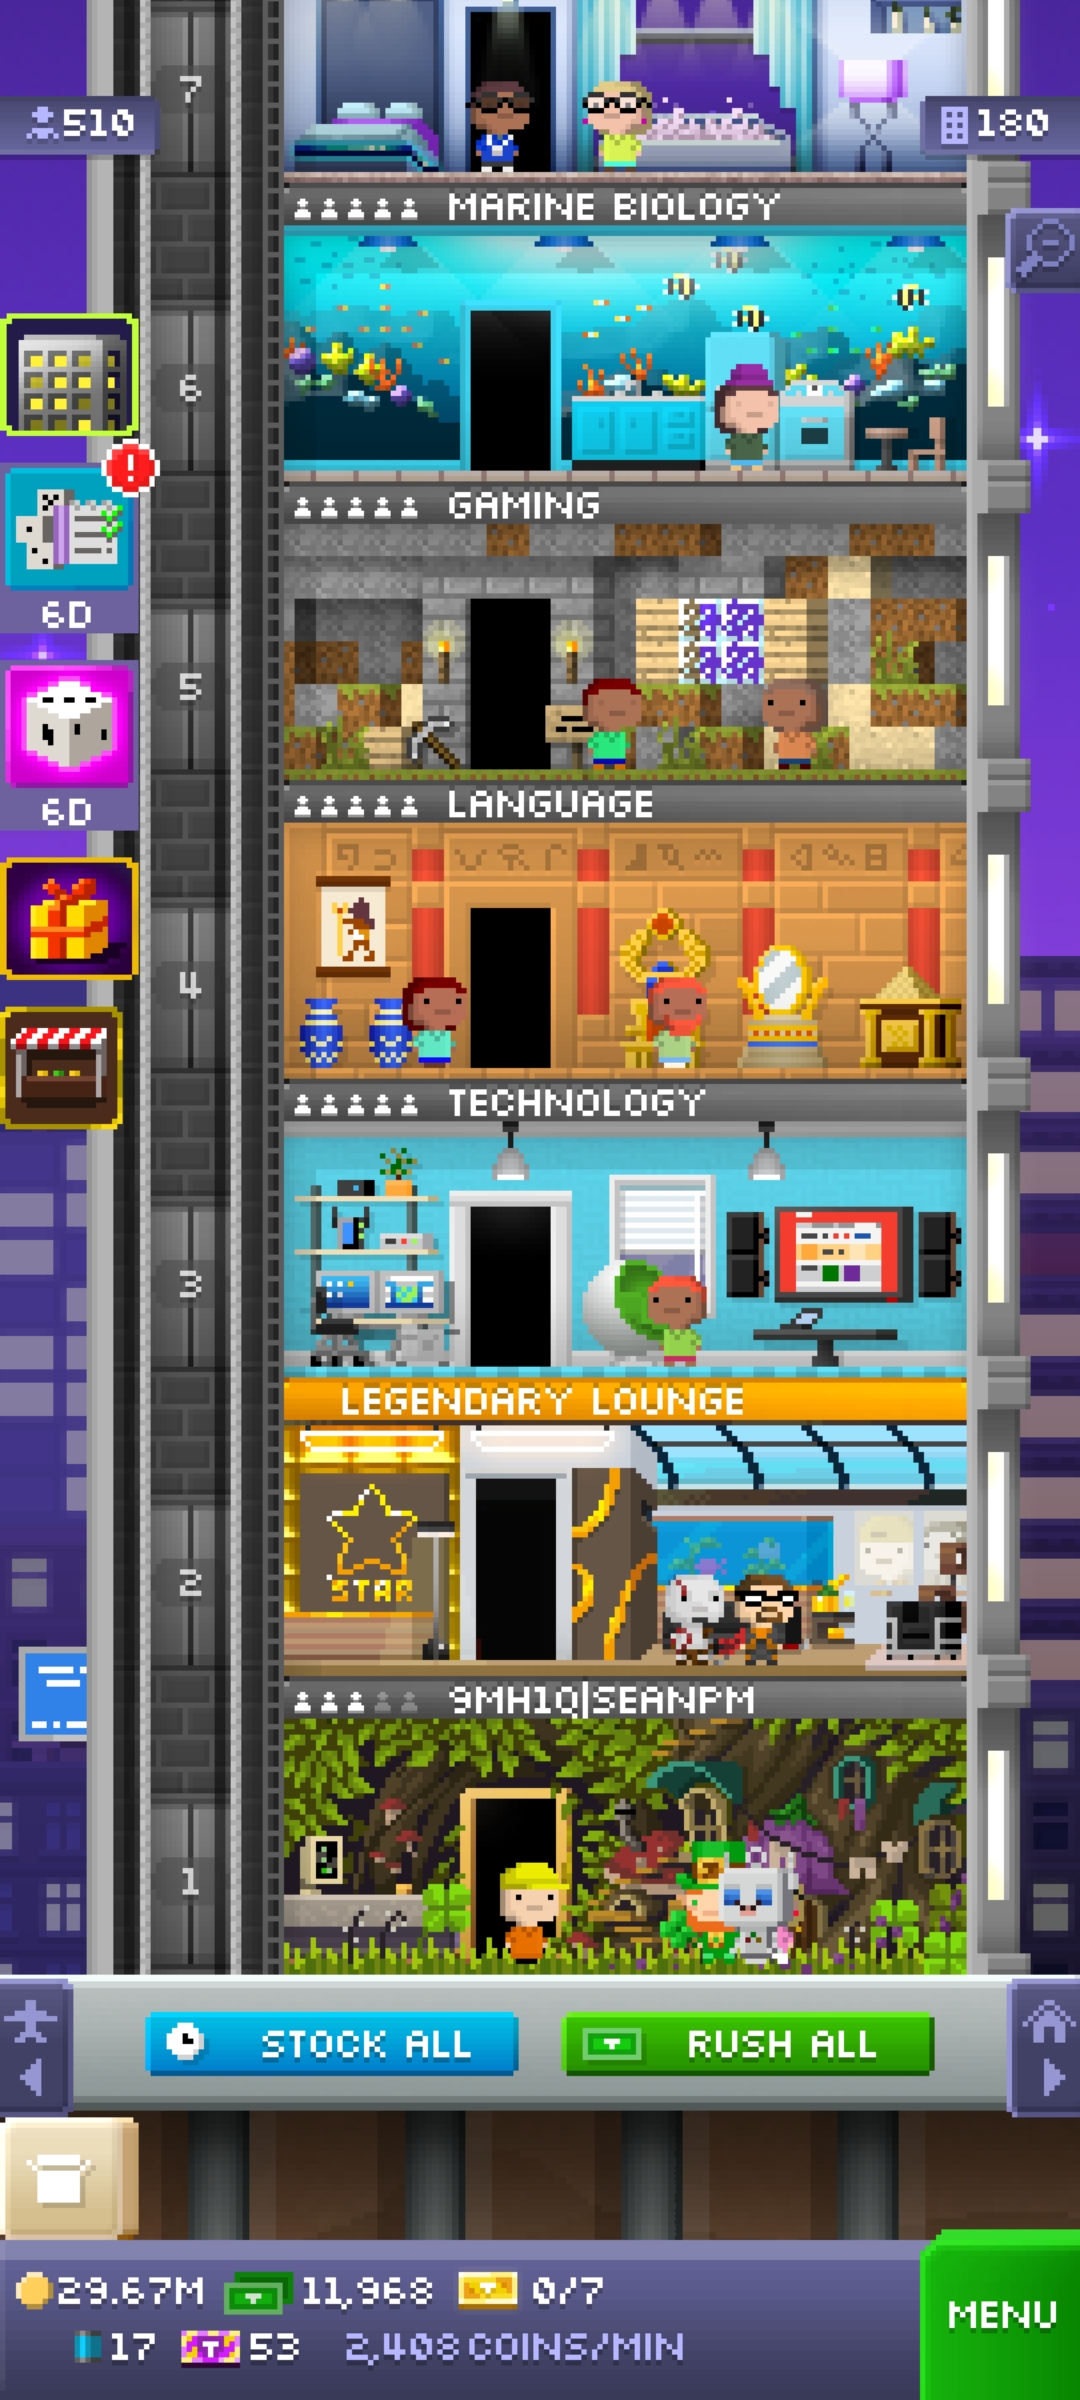 7
510
180
MARINE BIOLOGY
6
GAMING
6D
5
LANGUAGE
6D
4
TECHNOLOGY
3
LEGENDARY LOUNGE
STAR
2
9MH1Q|SEANPM
1
STOCK ALL
RUSH ALL
29.67M 11,968 0/7
MENU
17 53 2,408 COINS/MIN